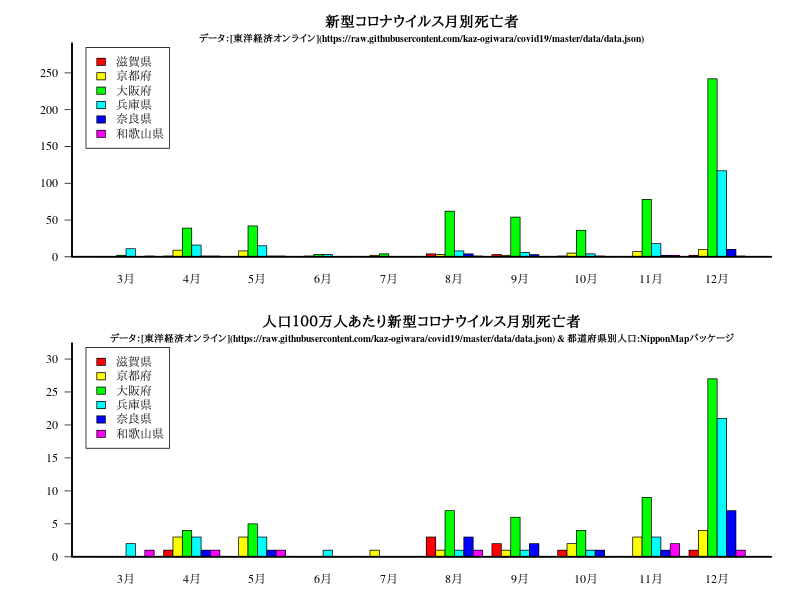 新型コロナウイルス月別死亡者
データ：[東洋経済オンライン](https://raw.githubusercontent.com/kaz-ogiwara/covid19/master/data/data.json)
滋賀県
京都府
大阪府
兵庫県
奈良県
和歌山県
250
200
150
100
50
0
3月 4月 5月 6月 7月 8月 9月 10月 11月 12月
人口100万人あたり新型コロナウイルス月別死亡者
データ：[東洋経済オンライン](https://raw.githubusercontent.com/kaz-ogiwara/covid19/master/data/data.json) & 都道府県別人口:NipponMapパッケージ
滋賀県
京都府
大阪府
兵庫県
奈良県
和歌山県
30
25
20
15
10
5
0
3月 4月 5月 6月 7月 8月 9月 10月 11月 12月